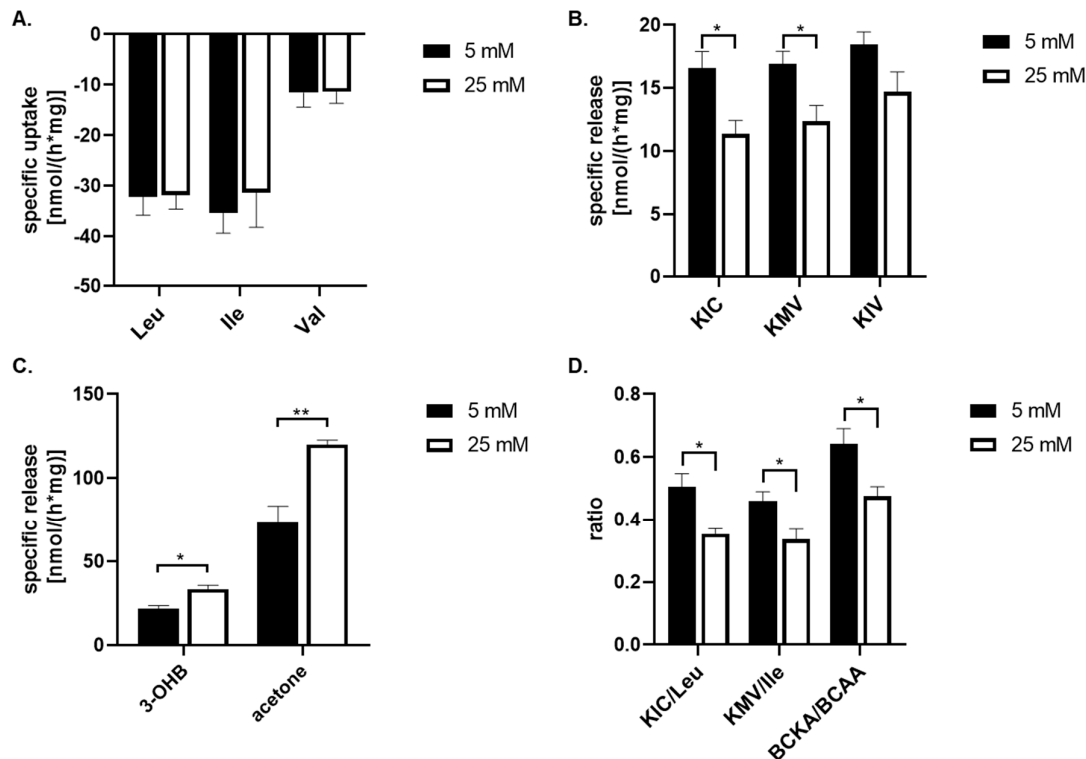 A.
0
-10
-20
-30
-40
-50
specific uptake
[nmol/(h*mg)]
Leu
Ile
Val
5 mM
25 mM
B.
20
15
10
5
0
specific release
[nmol/(h*mg)]
*
*
KIC
KMV
KIV
5 mM
25 mM
C.
150
100
50
0
specific release
[nmol/(h*mg)]
*
**
3-OHB
acetone
5 mM
25 mM
D.
0.8
0.6
0.4
0.2
0.0
ratio
*
*
*
KIC/Leu
KMV/Ile
BCKA/BCAA
5 mM
25 mM